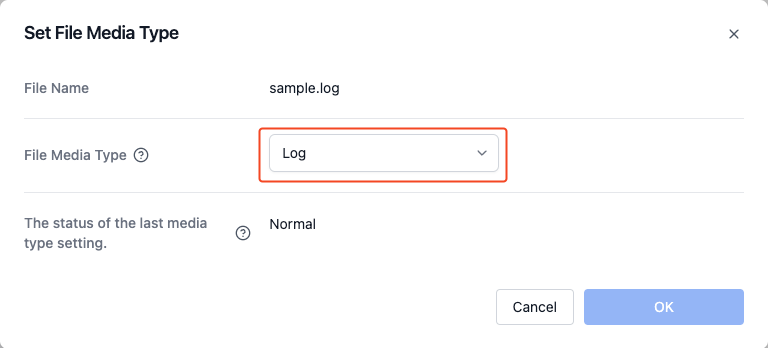 Set File Media Type
File Name
sample.log
File Media Type
Log
The status of the last media
type setting.
Normal
Cancel
OK